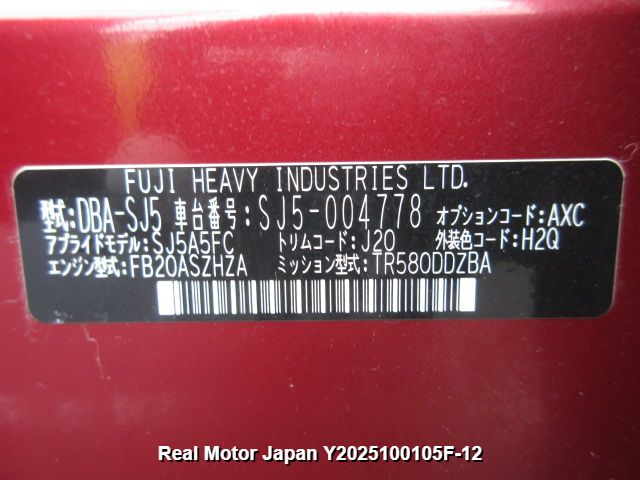 FUJI HEAVY INDUSTRIES LTD.
型式:DBA-SJ5 車台番号:SJ5-004778 オプションコード:AXC
アプライドモデル:SJ5A5FC トリムコード:J20 外装色コード:H2Q
エンジン型式:FB20ASZHZA ミッション型式:TR580DDZBA
Real Motor Japan Y2025100105F-12